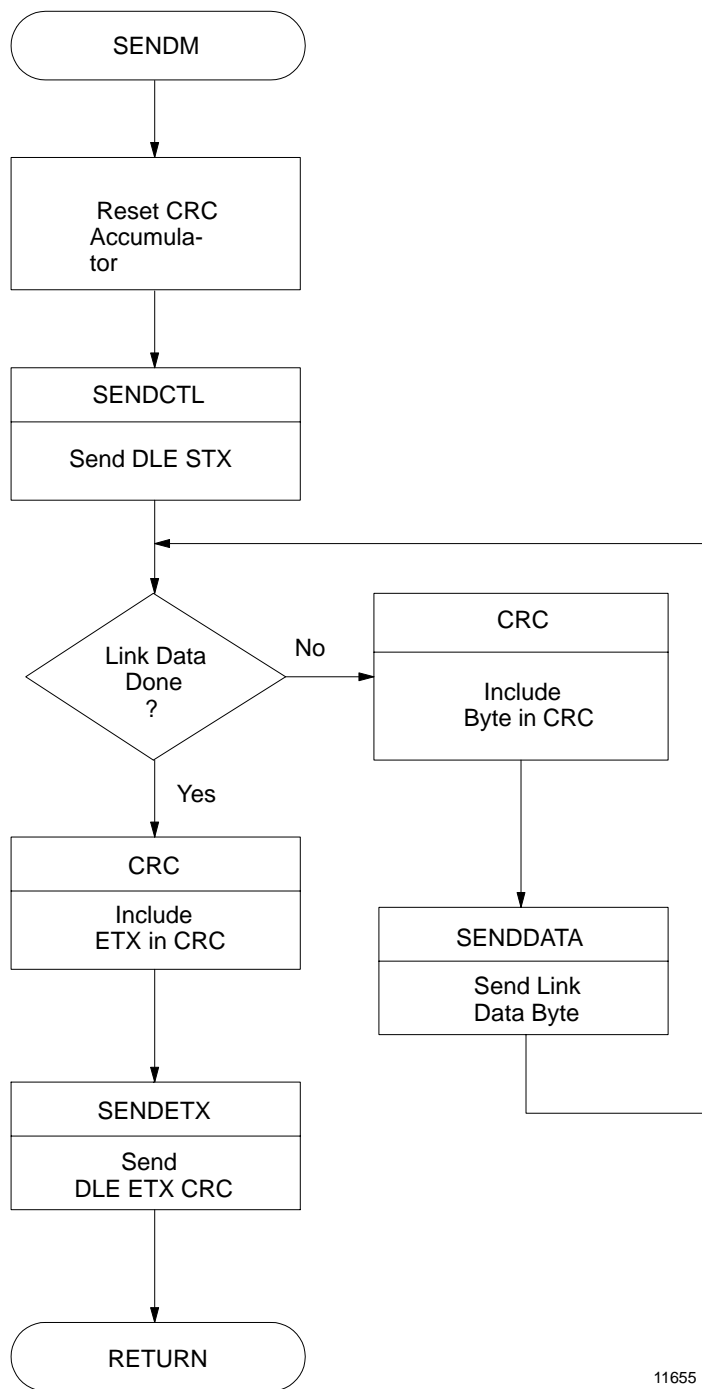 SENDM
Reset CRC
Accumula-
tor
SENDCTL
Send DLE STX
Link Data
Done
?
No
CRC
Include
Byte in CRC
Yes
CRC
Include
ETX in CRC
SENDDATA
Send Link
Data Byte
SENDETX
Send
DLE ETX CRC
RETURN
11655